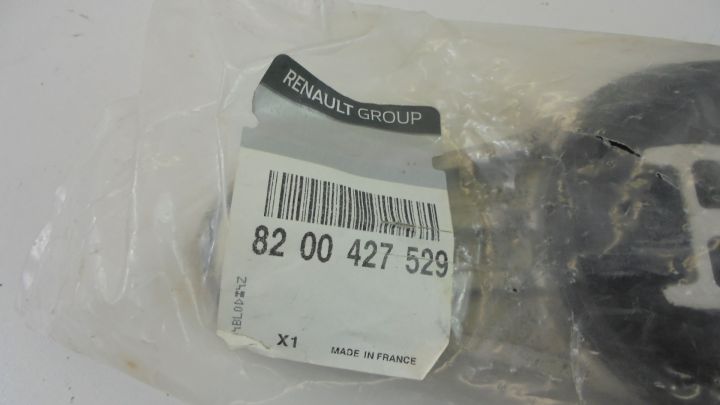 RENAULT GROUP
82 00 427 529
X1
MADE IN FRANCE